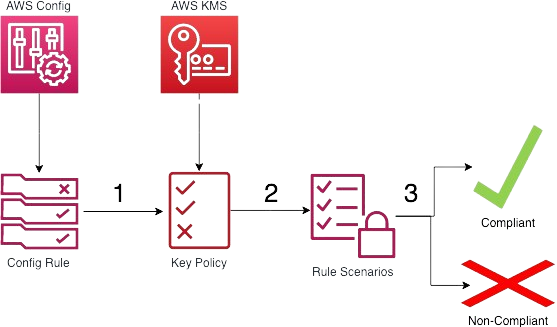 AWS Config
AWS KMS
1
2
3
Config Rule
Key Policy
Rule Scenarios
Compliant
Non-Compliant